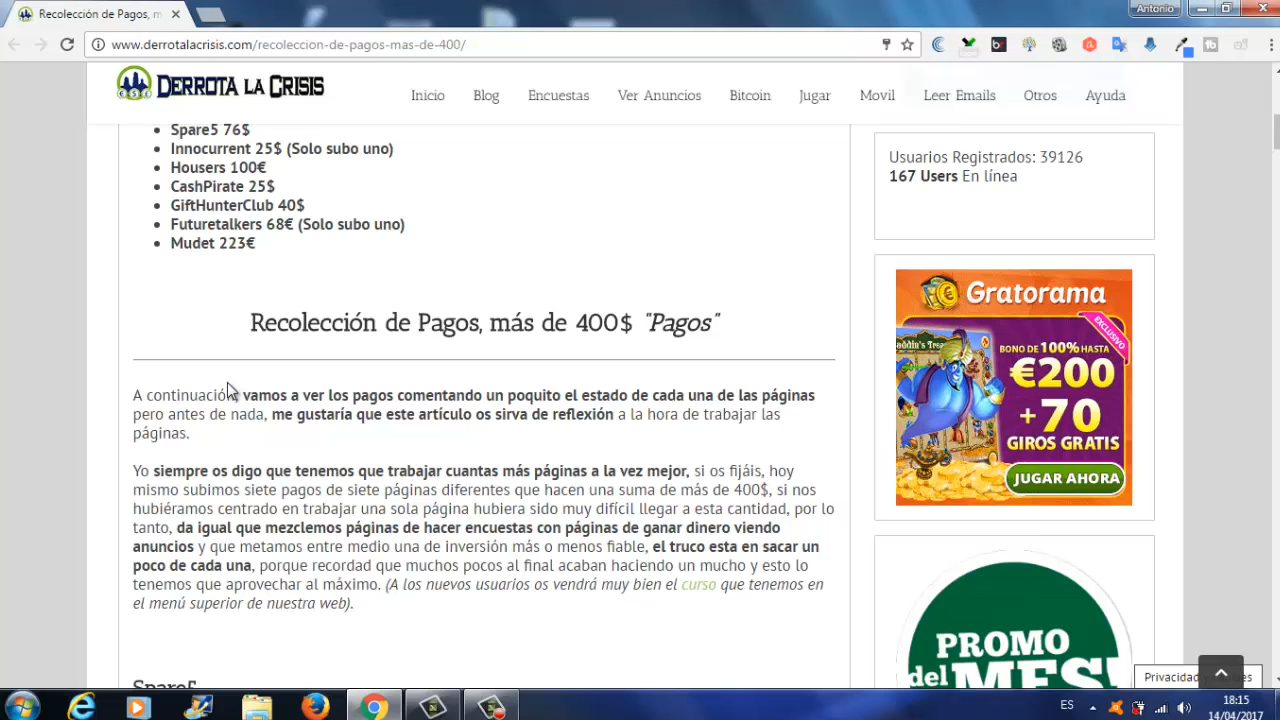 Recolección de Pagos, m
Antonio
www.derrotalacrisis.com/recoleccion-de-pagos-mas-de-400/
DERROTA LA CRISIS
Inicio Blog Encuestas Ver Anuncios Bitcoin Jugar Movil Leer Emails Otros Ayuda
Spare5 76$
Innocurrent 25$ (Solo subo uno)
Housers 100€
CashPirate 25$
GiftHunterClub 40$
Futuretalkers 68€ (Solo subo uno)
Mudet 223€
Recolección de Pagos, más de 400$ "Pagos"
A continuación vamos a ver los pagos comentando un poquito el estado de cada una de las páginas
pero antes de nada, me gustaría que este artículo os sirva de reflexión a la hora de trabajar las
páginas.
Yo siempre os digo que tenemos que trabajar cuantas más páginas a la vez mejor, si os fijáis, hoy
mismo subimos siete pagos de siete páginas diferentes que hacen una suma de más de 400$, si nos
hubiéramos centrado en trabajar una sola página hubiera sido muy difícil llegar a esta cantidad, por lo
tanto, da igual que mezclemos páginas de hacer encuestas con páginas de ganar dinero viendo
anuncios y que metamos entre medio una de inversión más o menos fiable, el truco esta en sacar un
poco de cada una, porque recordad que muchos pocos al final acaban haciendo un mucho y esto lo
tenemos que aprovechar al máximo. (A los nuevos usuarios os vendrá muy bien el curso que tenemos en
el menú superior de nuestra web).
Spare5
Usuarios Registrados: 39126
167 Users En línea
Gratorama
EXCLUSIVO
BONO DE 100% HASTA
€200
+70
GIROS GRATIS
JUGAR AHORA
PROMO
del MES!
Privacidad y cookies
ES
18:15
14/04/2017